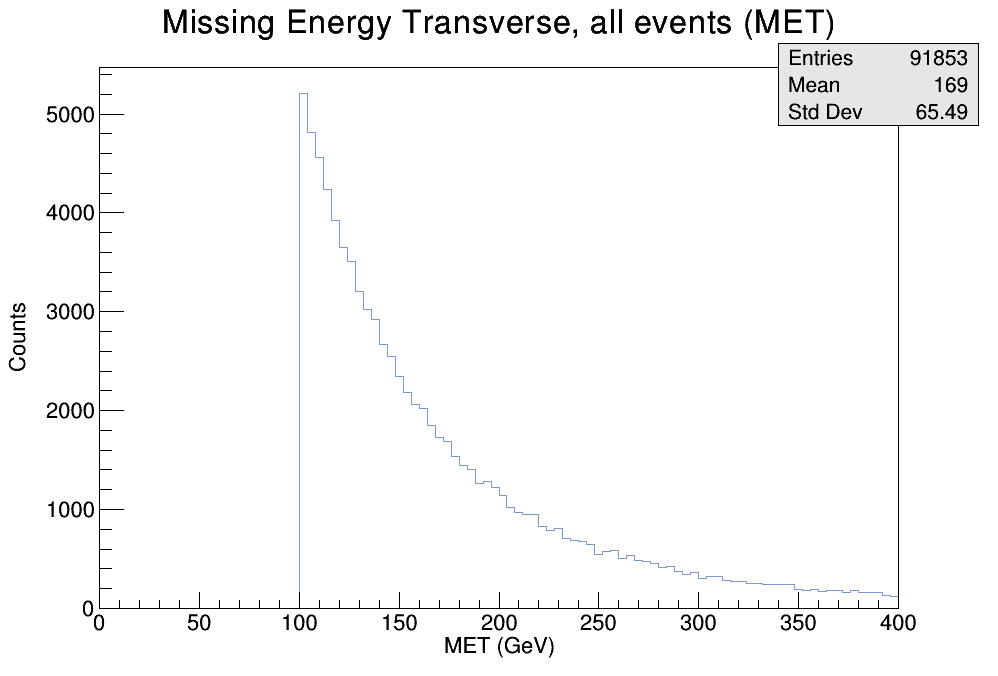 Missing Energy Transverse, all events (MET)
Entries 91853
Mean 169
Std Dev 65.49
5000
4000
3000
2000
1000
0
Counts
0 50 100 150 200 250 300 350 400
MET (GeV)